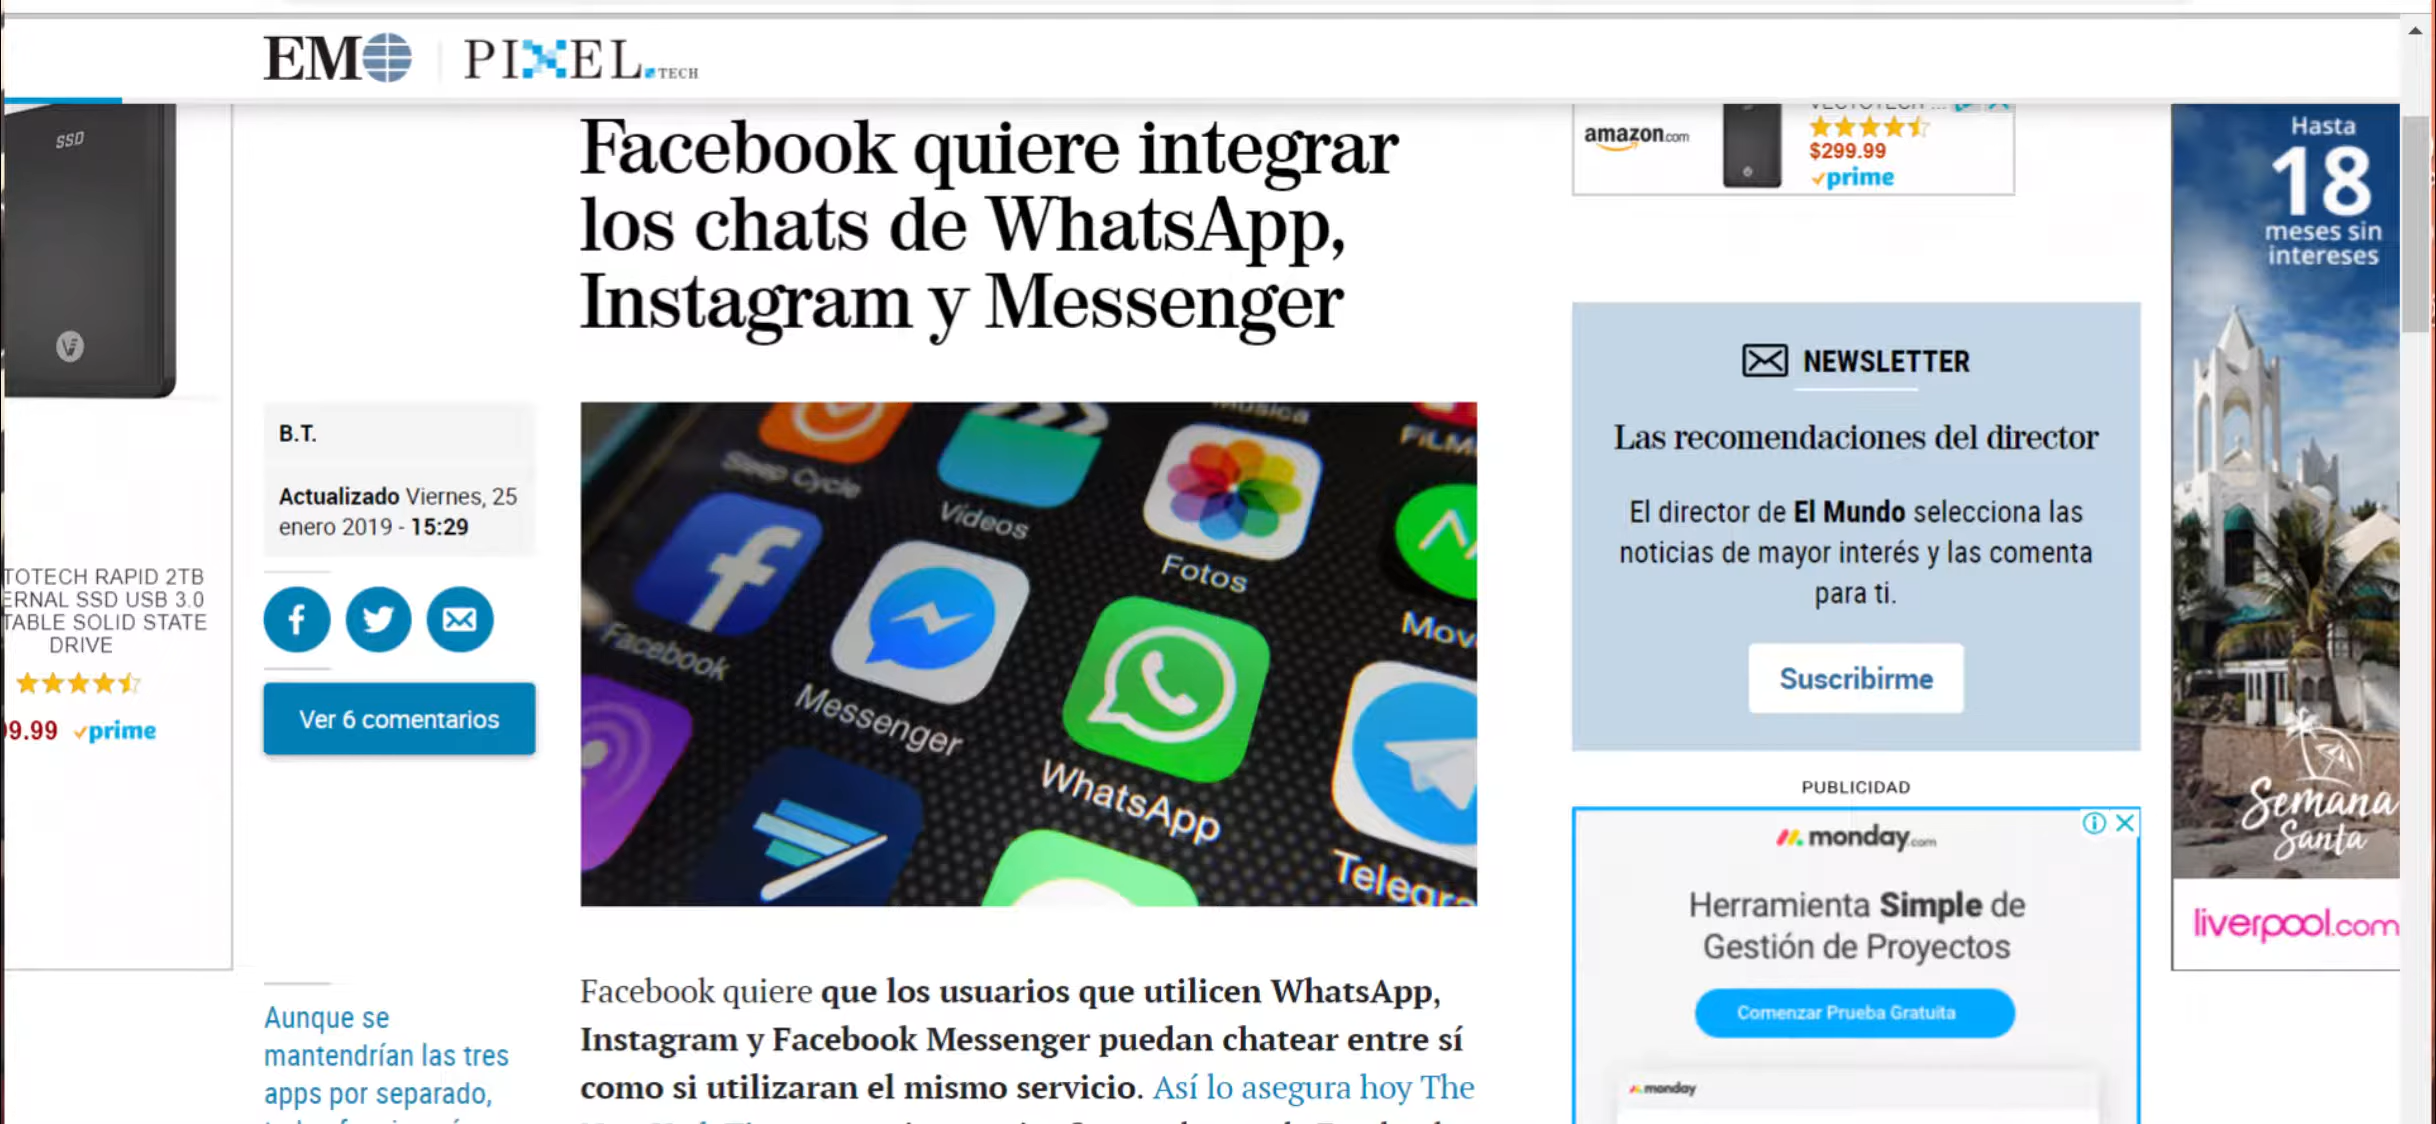 EM
PIXEL.TECH
Facebook quiere integrar
los chats de WhatsApp,
Instagram y Messenger
SSD
TOTECH RAPID 2TB
ERNAL SSD USB 3.0
TABLE SOLID STATE
DRIVE
9.99 prime
B.T.
Actualizado Viernes, 25
enero 2019 - 15:29
Ver 6 comentarios
Aunque se
mantendrían las tres
apps por separado,
Sleep Cycle
Videos
Música
Fotos
Facebook
Messenger
WhatsApp
Facebook quiere que los usuarios que utilicen WhatsApp,
Instagram y Facebook Messenger puedan chatear entre sí
como si utilizaran el mismo servicio. Así lo asegura hoy The
amazon.com
$299.99
prime
NEWSLETTER
Las recomendaciones del director
El director de El Mundo selecciona las
noticias de mayor interés y las comenta
para ti.
Suscribirme
PUBLICIDAD
monday.com
Herramienta Simple de
Gestión de Proyectos
Comenzar Prueba Gratuita
monday
Hasta
18
meses sin
intereses
Semana
Santa
liverpool.com